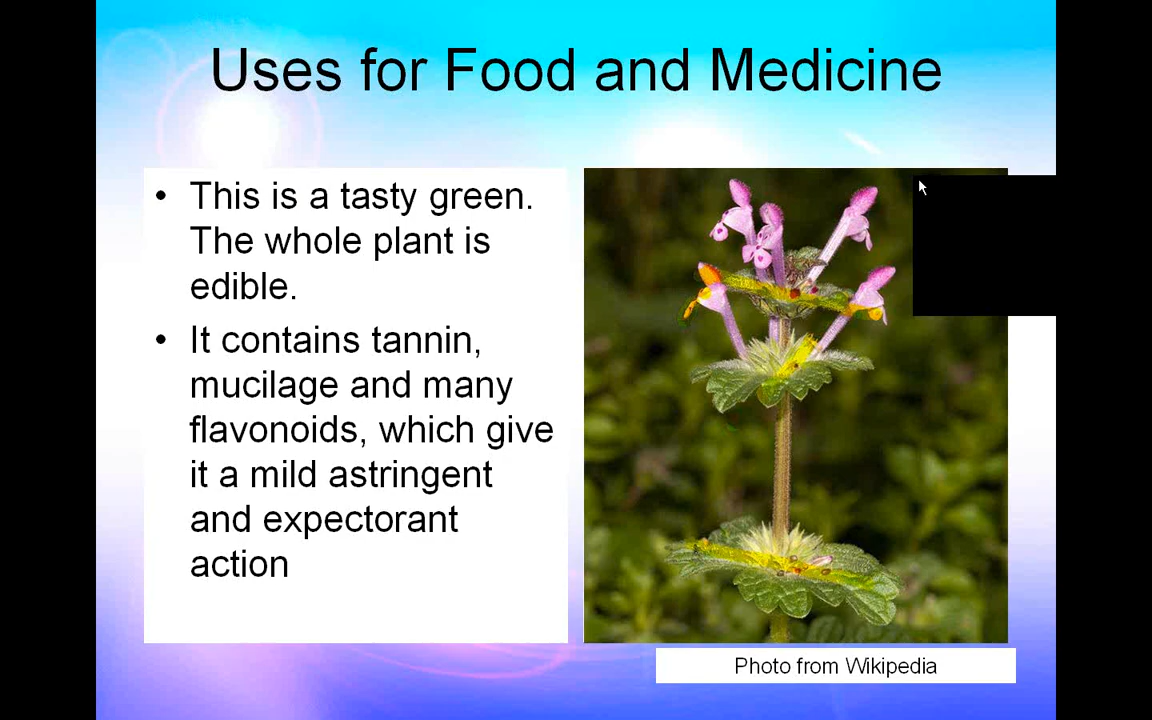 Uses for Food and Medicine
• This is a tasty green.
The whole plant is
edible.
• It contains tannin,
mucilage and many
flavonoids, which give
it a mild astringent
and expectorant
action
Photo from Wikipedia